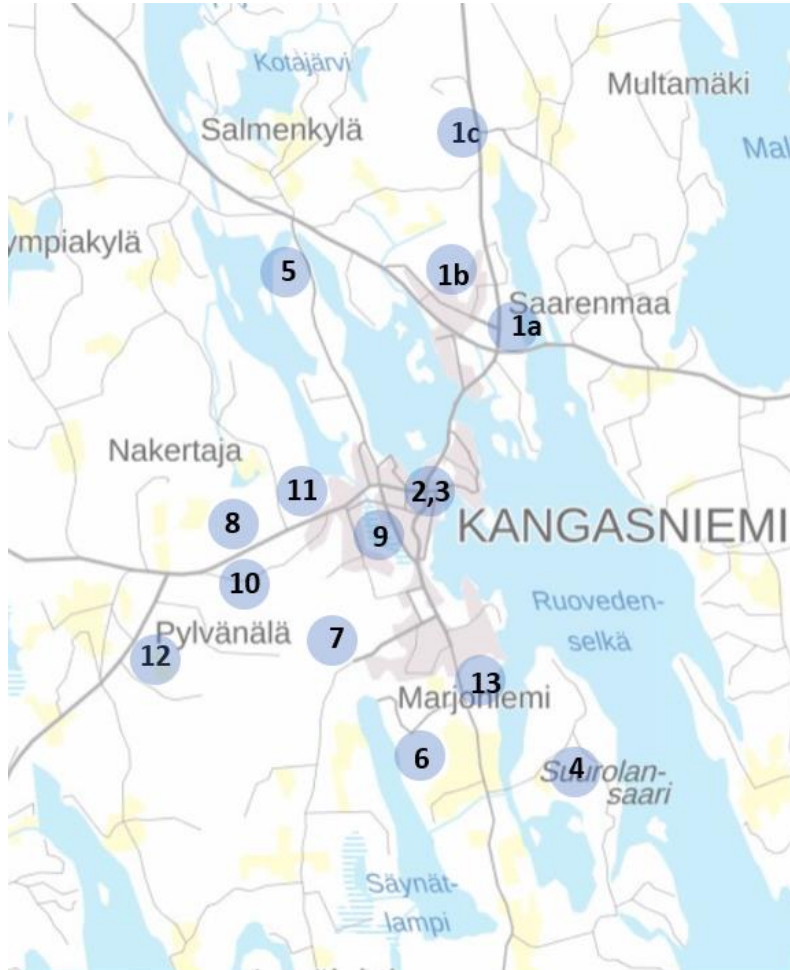 Kotajärvi
Multamäki
Salmenkylä
1c
Mal
ympiakylä
5
1b
Saarenmaa
1a
Nakertaja
11
2,3
8
9
KANGASNIEMI
10
Ruoveden-
selkä
Pylvänälä
7
12
13
Marjoniemi
6
4
Suurolan-
saari
Säynät-
lampi